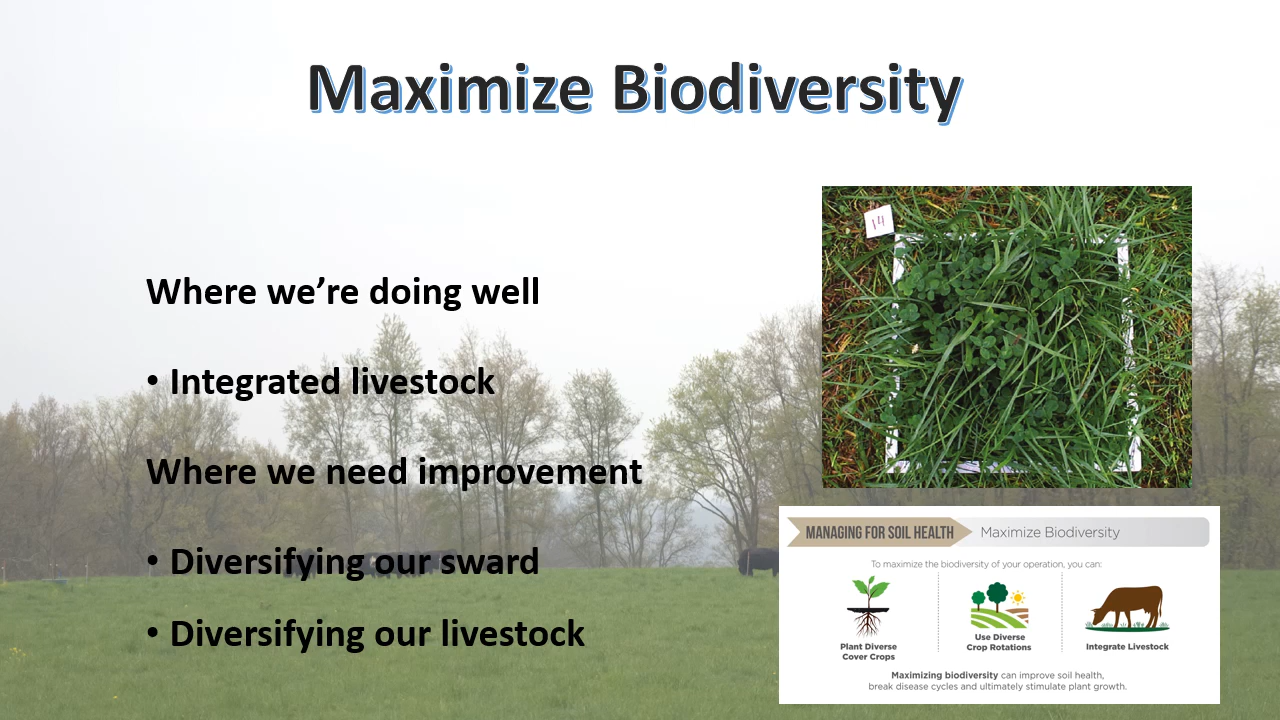 Maximize Biodiversity
Where we’re doing well
• Integrated livestock
Where we need improvement
• Diversifying our sward
• Diversifying our livestock
14
MANAGING FOR SOIL HEALTH
Maximize Biodiversity
To maximize the biodiversity of your operation, you can:
Plant Diverse
Cover Crops
Use Diverse
Crop Rotations
Integrate Livestock
Maximizing biodiversity can improve soil health,
break disease cycles and ultimately stimulate plant growth.